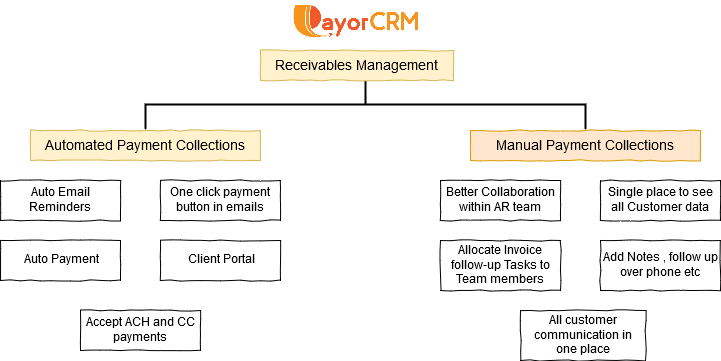 PayorCRM
Receivables Management
Automated Payment Collections
Manual Payment Collections
Auto Email
Reminders
One click payment
button in emails
Better Collaboration
within AR team
Single place to see
all Customer data
Auto Payment
Client Portal
Allocate Invoice
follow-up Tasks to
Team members
Add Notes , follow up
over phone etc
Accept ACH and CC
payments
All customer
communication in
one place